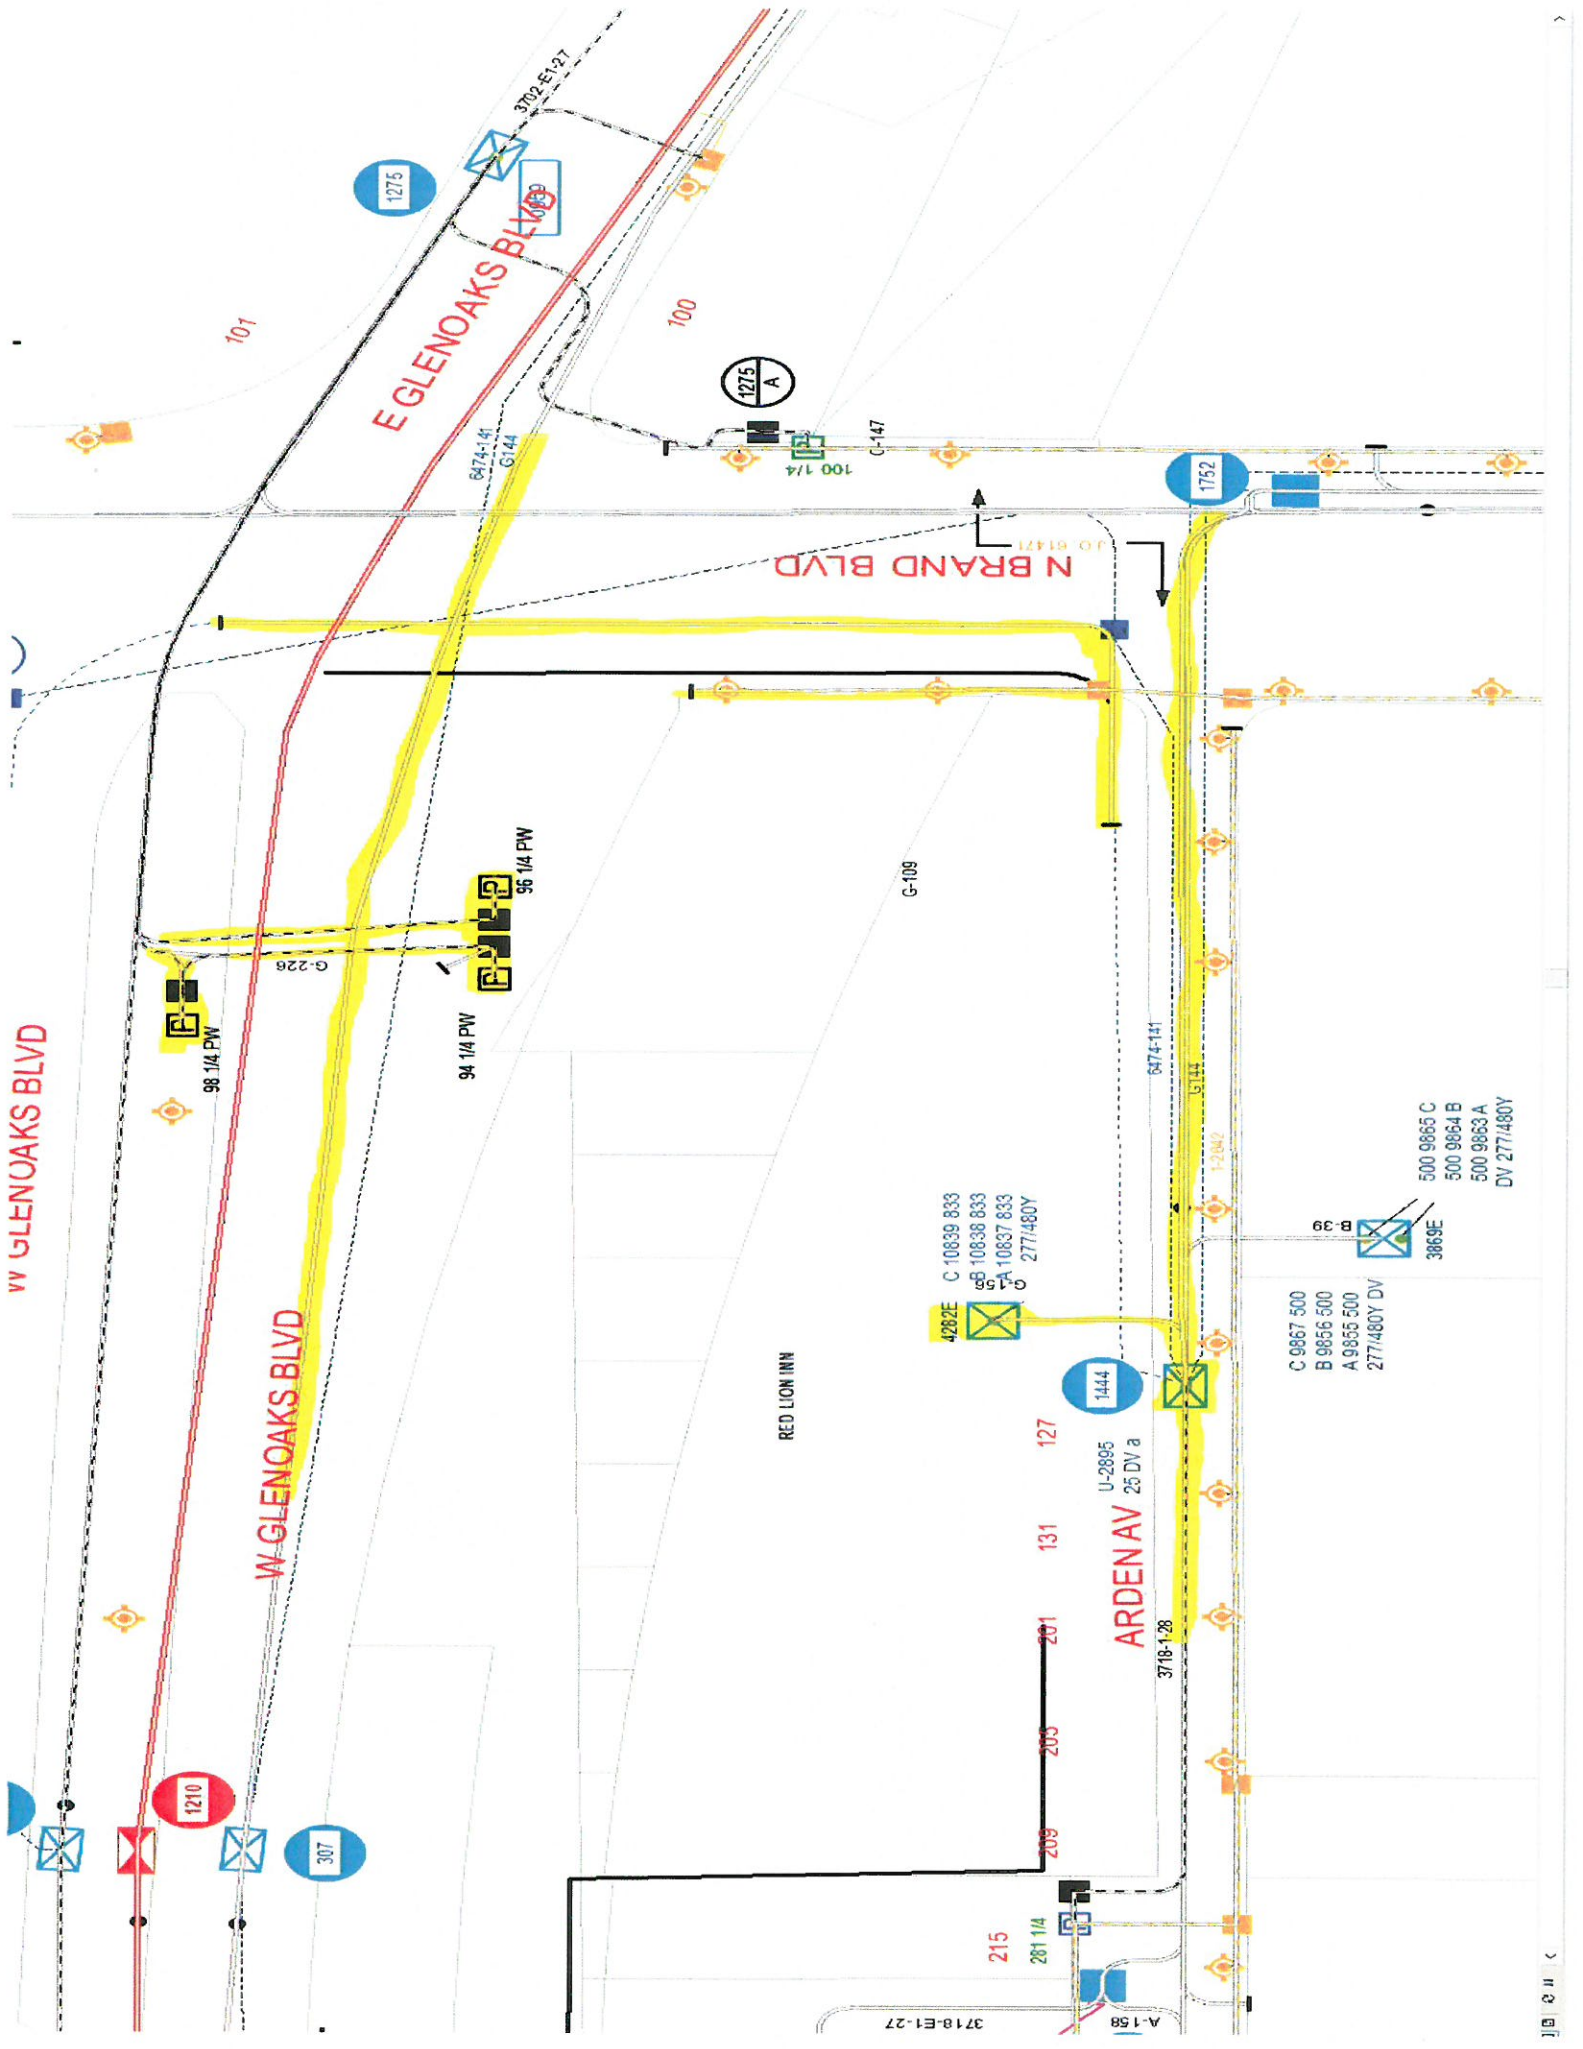 3702-E1-27
1275
0959
E GLENOAKS BLVD
101
100
1275
A
6474-141
G144
100 1/4
C-147
1752
J.O 61471
N BRAND BLVD
96 1/4 PW
G-109
G-226
98 1/4 PW
94 1/4 PW
W GLENOAKS BLVD
6474-141
G144
1-2842
500 9865 C
500 9864 B
500 9863 A
DV 277/480Y
B-39
3869E
C 10839 833
B 10838 833
A 10837 833
277/480Y
G-156
4282E
C 9867 500
B 9856 500
A 9855 500
277/480Y DV
W GLENOAKS BLVD
RED LION INN
1444
127
U-2895
25 DV a
131
ARDEN AV
201
3718-1-28
205
209
1210
307
215
281 1/4
3718-E1-27
A-158